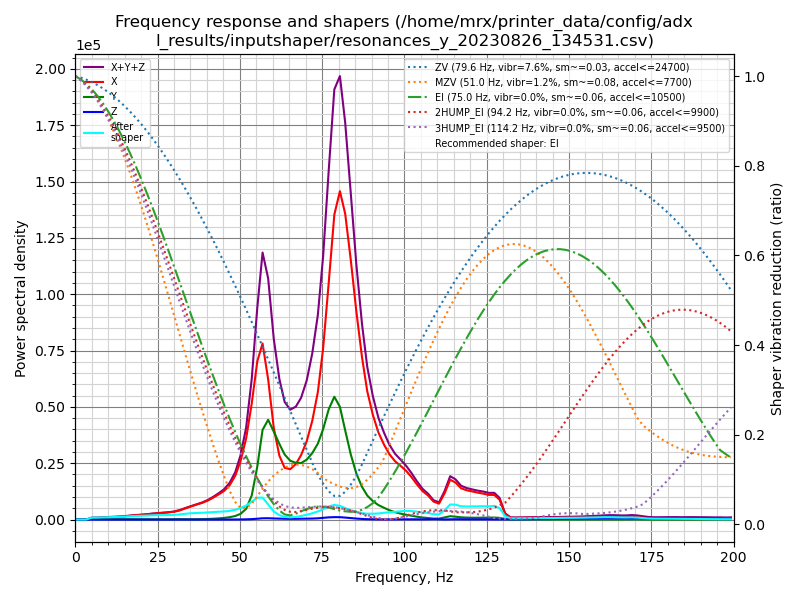 Frequency response and shapers (/home/mrx/printer_data/config/adx
l_results/inputshaper/resonances_y_20230826_134531.csv)
1e5
X+Y+Z
X
Y
Z
After
shaper
ZV (79.6 Hz, vibr=7.6%, sm~=0.03, accel<=24700)
MZV (51.0 Hz, vibr=1.2%, sm~=0.08, accel<=7700)
EI (75.0 Hz, vibr=0.0%, sm~=0.06, accel<=10500)
2HUMP_EI (94.2 Hz, vibr=0.0%, sm~=0.06, accel<=9900)
3HUMP_EI (114.2 Hz, vibr=0.0%, sm~=0.06, accel<=9500)
Recommended shaper: EI
2.00
1.75
1.50
1.25
1.00
0.75
0.50
0.25
0.00
Power spectral density
1.0
0.8
0.6
0.4
0.2
0.0
Shaper vibration reduction (ratio)
0 25 50 75 100 125 150 175 200
Frequency, Hz